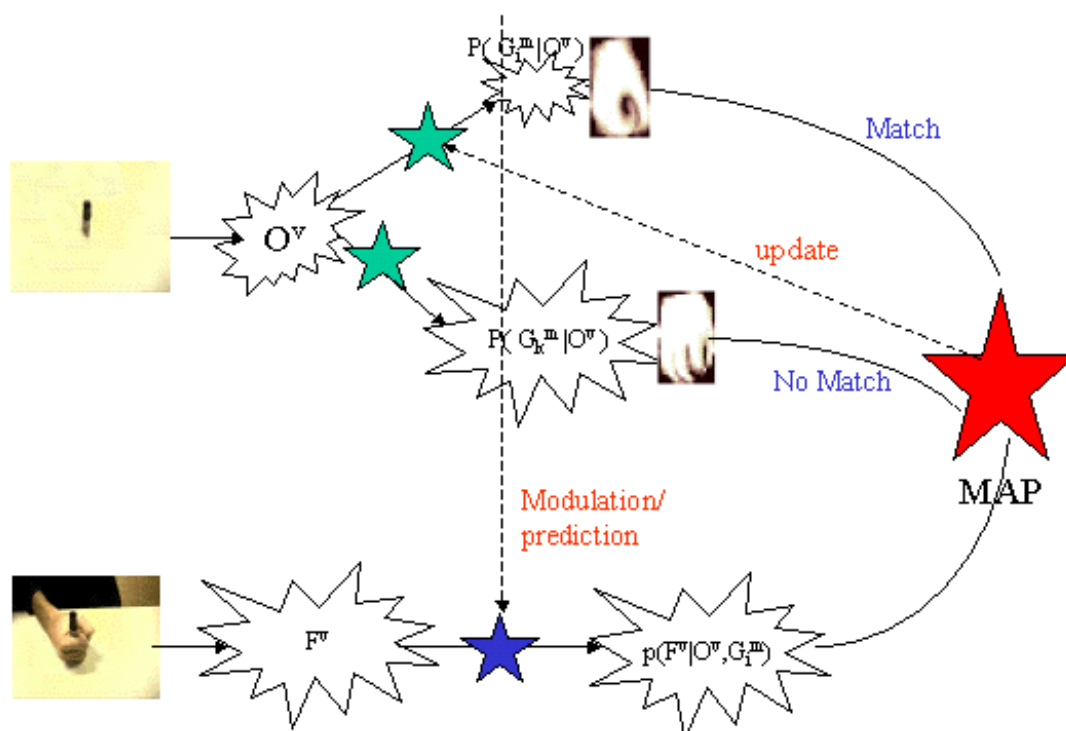 P( G_i^m | O^v )
Match
O^v
update
P( G_k^m | O^v )
No Match
MAP
Modulation/
prediction
F^v
p(F^v | O^v, G_i^m)